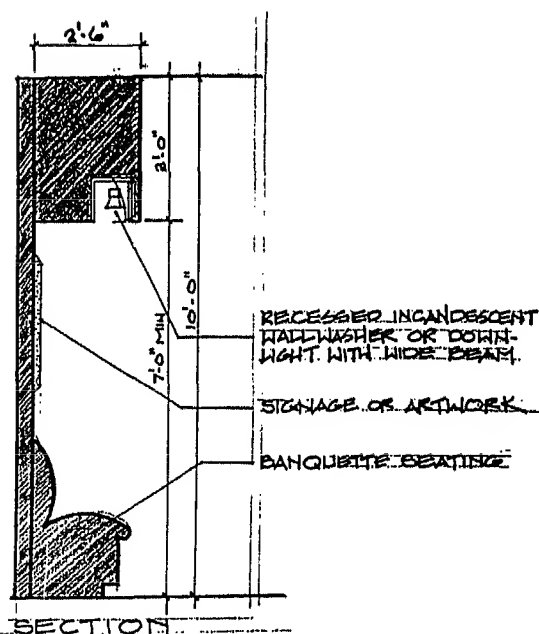 2'-6"
3'-0"
10'-0"
7'-0" MIN
RECESSED INCANDESCENT
WALLWASHER OR DOWN-
LIGHT WITH WIDE BEAM.
SIGNAGE OR ARTWORK
BANQUETTE SEATING
SECTION